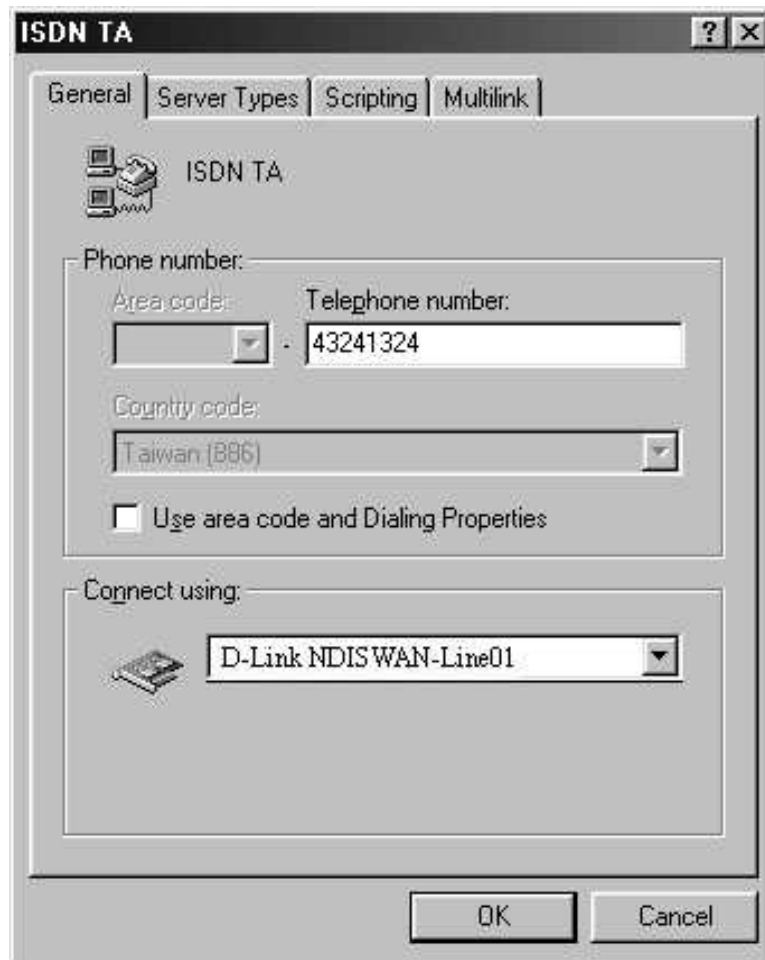 ISDN TA
General Server Types Scripting Multilink
ISDN TA
Phone number:
Area code: Telephone number:
- 43241324
Country code:
Taiwan (886)
Use area code and Dialing Properties
Connect using:
D-Link NDISWAN-Line01
OK Cancel